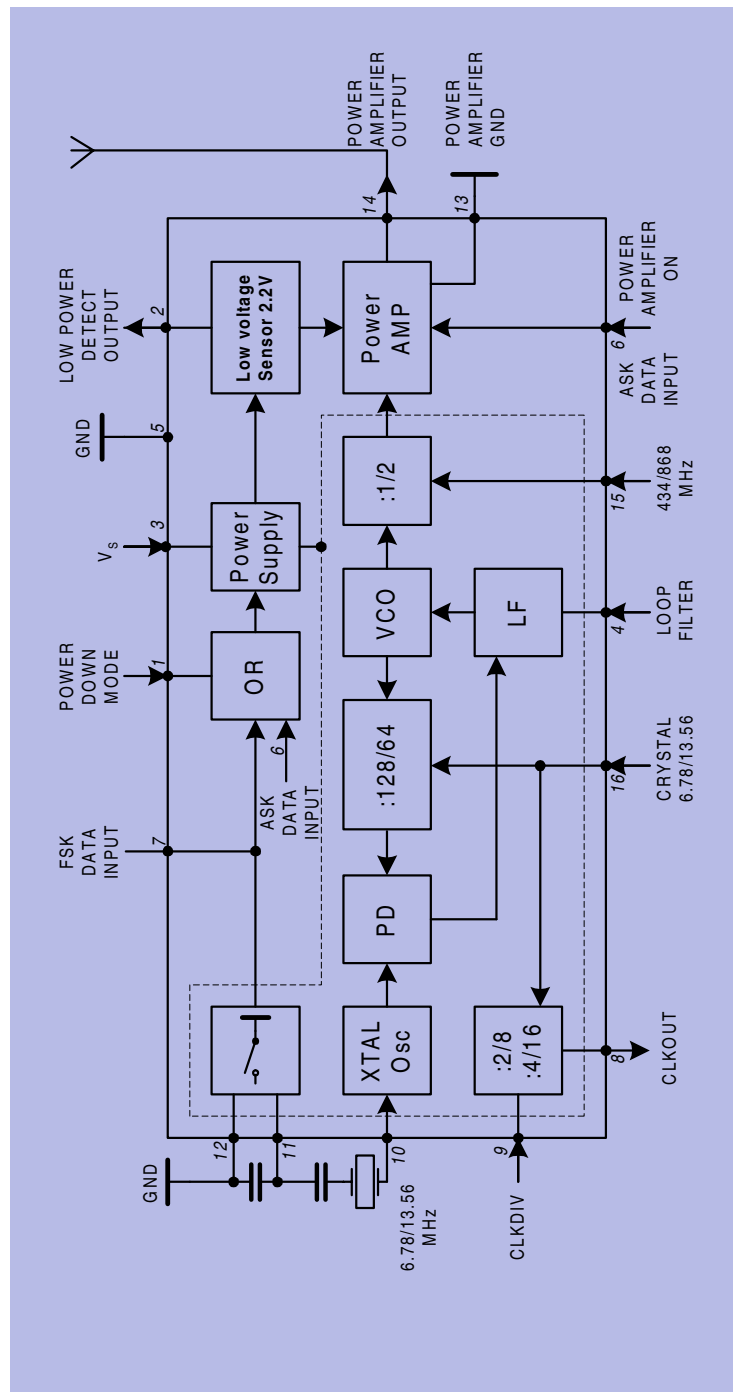 POWER
AMPLIFIER
OUTPUT
POWER
AMPLIFIER
GND
14
13
LOW POWER
DETECT
OUTPUT
2
Low voltage
Sensor 2.2V
Power
AMP
6
POWER
AMPLIFIER
ON
ASK
DATA
INPUT
GND
5
:1/2
15
434/868
MHz
VS
3
Power
Supply
VCO
LF
4
LOOP
FILTER
POWER
DOWN
MODE
1
OR
6
ASK
DATA
INPUT
:128/64
16
CRYSTAL
6.78/13.56
FSK
DATA
INPUT
7
PD
XTAL
Osc
:2/8
:4/16
8
CLKOUT
12
11
10
9
GND
6.78/13.56
MHz
CLKDIV